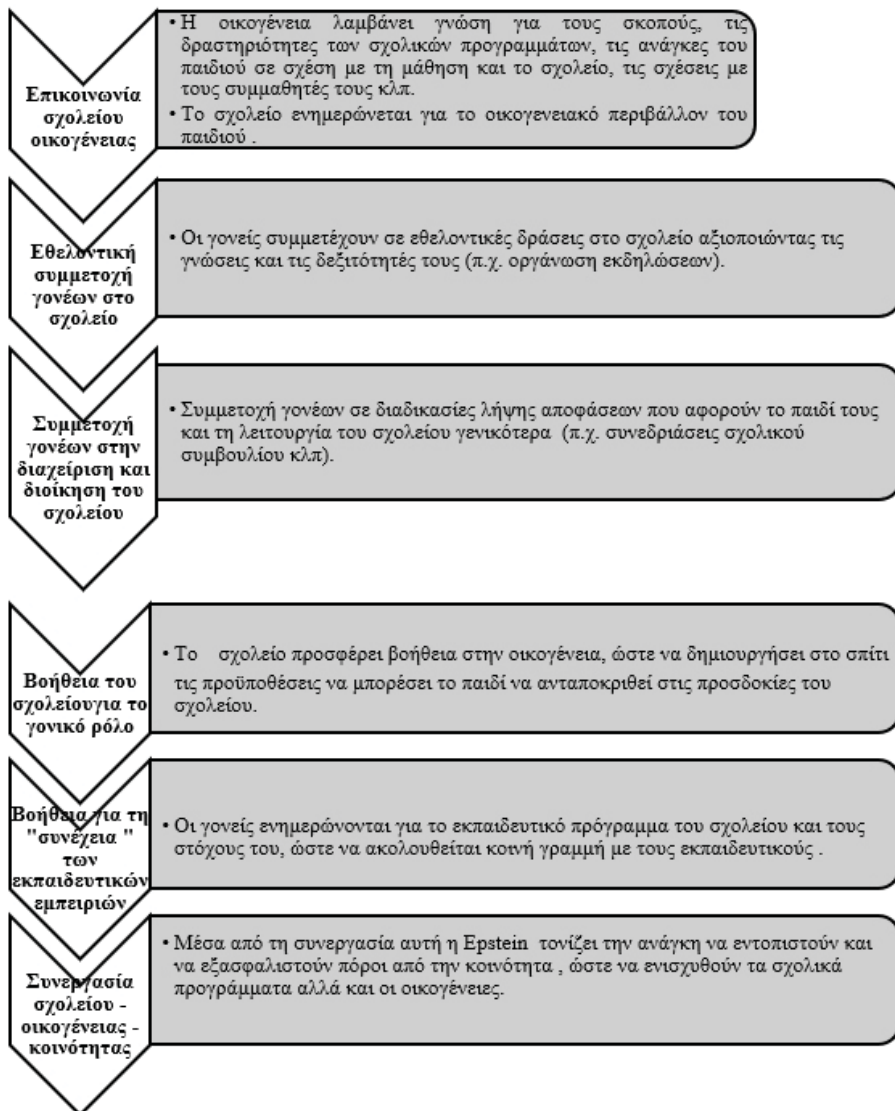 Επικοινωνία
σχολείου
οικογένειας
• Η οικογένεια λαμβάνει γνώση για τους σκοπούς, τις
δραστηριότητες των σχολικών προγραμμάτων, τις ανάγκες του
παιδιού σε σχέση με τη μάθηση και το σχολείο, τις σχέσεις με
τους συμμαθητές τους κλπ.
• Το σχολείο ενημερώνεται για το οικογενειακό περιβάλλον του
παιδιού .
Εθελοντική
συμμετοχή
γονέων στο
σχολείο
• Οι γονείς συμμετέχουν σε εθελοντικές δράσεις στο σχολείο αξιοποιώντας τις
γνώσεις και τις δεξιτότητές τους (π.χ. οργάνωση εκδηλώσεων).
Συμμετοχή
γονέων στην
διαχείριση και
διοίκηση του
σχολείου
• Συμμετοχή γονέων σε διαδικασίες λήψης αποφάσεων που αφορούν το παιδί τους
και τη λειτουργία του σχολείου γενικότερα (π.χ. συνεδριάσεις σχολικού
συμβουλίου κλπ).
Βοήθεια του
σχολείουγια το
γονικό ρόλο
• Το σχολείο προσφέρει βοήθεια στην οικογένεια, ώστε να δημιουργήσει στο σπίτι
τις προϋποθέσεις να μπορέσει το παιδί να ανταποκριθεί στις προσδοκίες του
σχολείου.
Βοήθεια για τη
"συνέχεια "
των
εκπαιδευτικών
εμπειριών
• Οι γονείς ενημερώνονται για το εκπαιδευτικό πρόγραμμα του σχολείου και τους
στόχους του, ώστε να ακολουθείται κοινή γραμμή με τους εκπαιδευτικούς .
Συνεργασία
σχολείου -
οικογένειας -
κοινότητας
• Μέσα από τη συνεργασία αυτή η Epstein τονίζει την ανάγκη να εντοπιστούν και
να εξασφαλιστούν πόροι από την κοινότητα , ώστε να ενισχυθούν τα σχολικά
προγράμματα αλλά και οι οικογένειες.